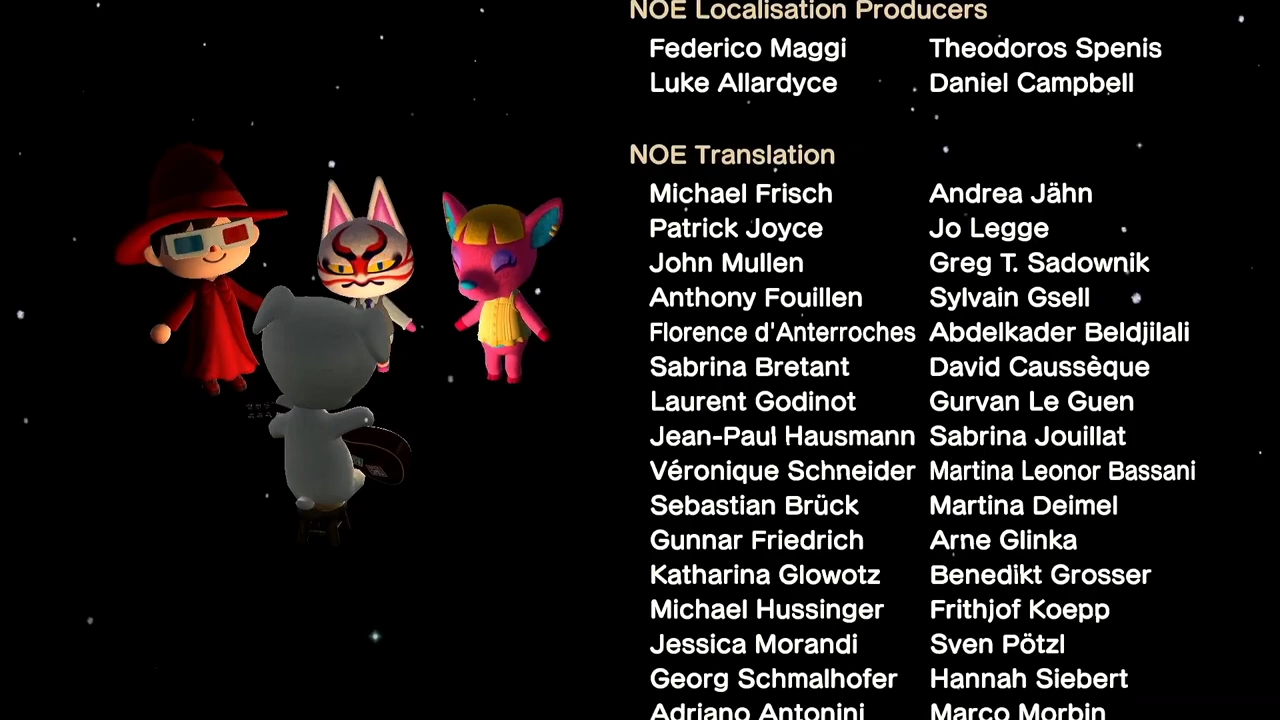 NOE Localisation Producers
Federico Maggi Theodoros Spenis
Luke Allardyce Daniel Campbell
NOE Translation
Michael Frisch Andrea Jähn
Patrick Joyce Jo Legge
John Mullen Greg T. Sadownik
Anthony Fouillen Sylvain Gsell
Florence d'Anterroches Abdelkader Beldjilali
Sabrina Bretant David Caussèque
Laurent Godinot Gurvan Le Guen
Jean-Paul Hausmann Sabrina Jouillat
Véronique Schneider Martina Leonor Bassani
Sebastian Brück Martina Deimel
Gunnar Friedrich Arne Glinka
Katharina Glowotz Benedikt Grosser
Michael Hussinger Frithjof Koepp
Jessica Morandi Sven Pötzl
Georg Schmalhofer Hannah Siebert
Adriano Antonini Marco Morbin